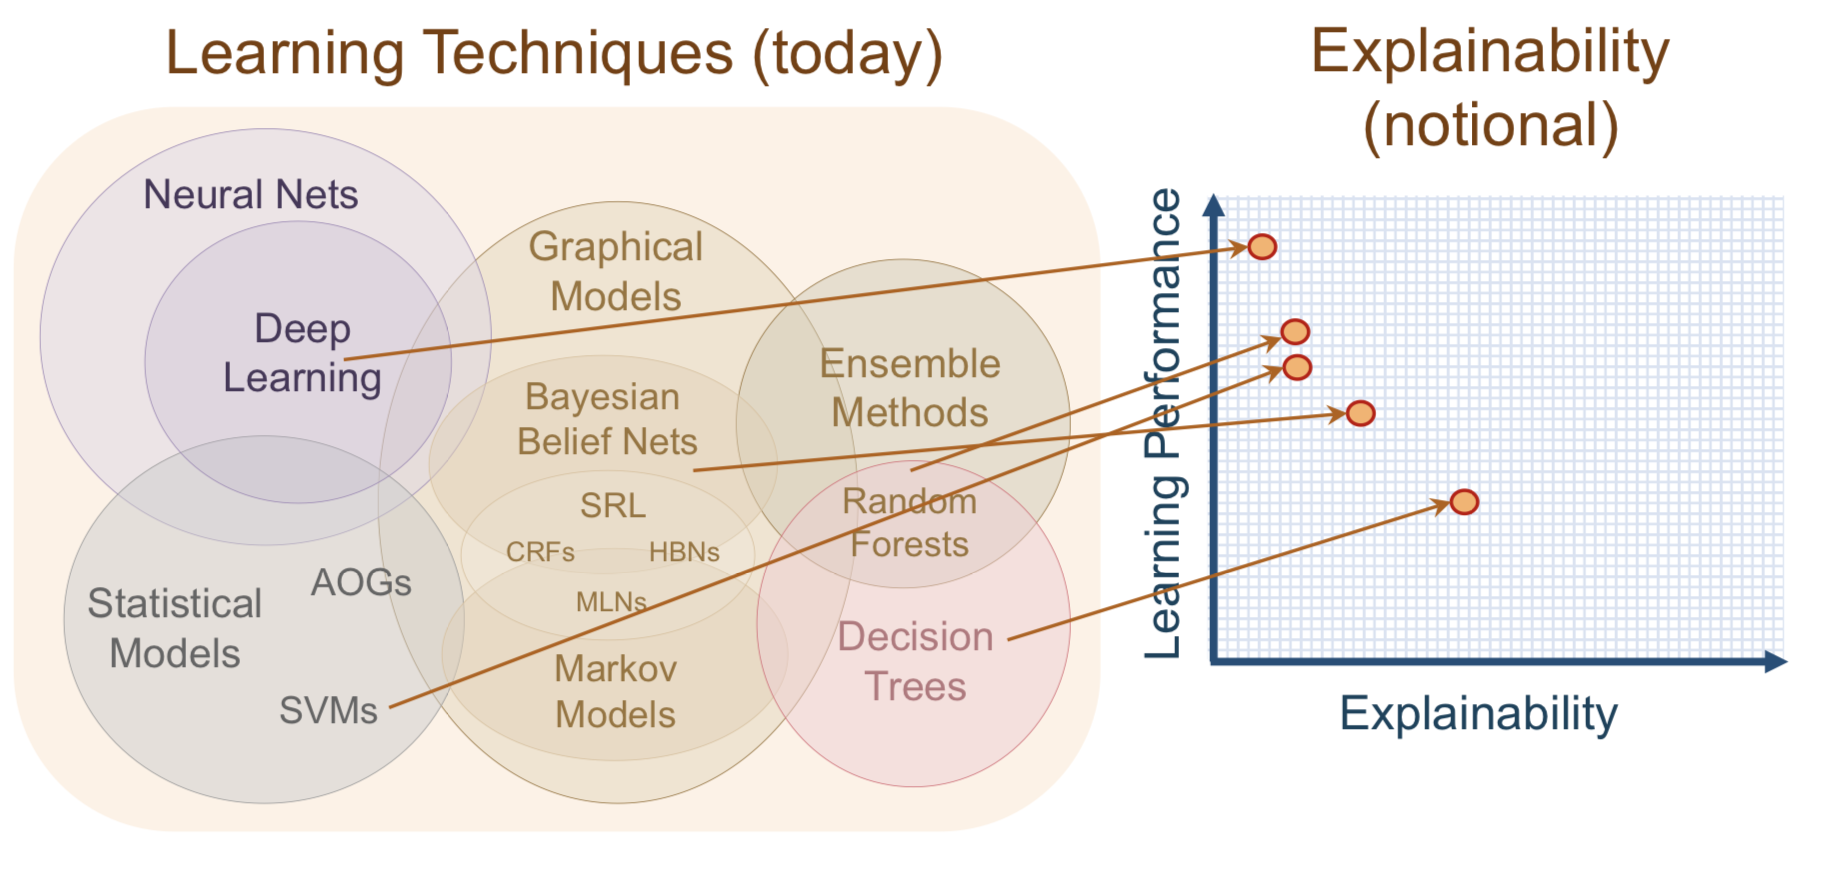 Learning Techniques (today)
Neural Nets
Deep
Learning
Graphical
Models
Bayesian
Belief Nets
SRL
CRFs
HBNs
MLNs
Markov
Models
Ensemble
Methods
Random
Forests
Decision
Trees
Statistical
Models
AOGs
SVMs
Explainability
(notional)
Learning Performance
Explainability